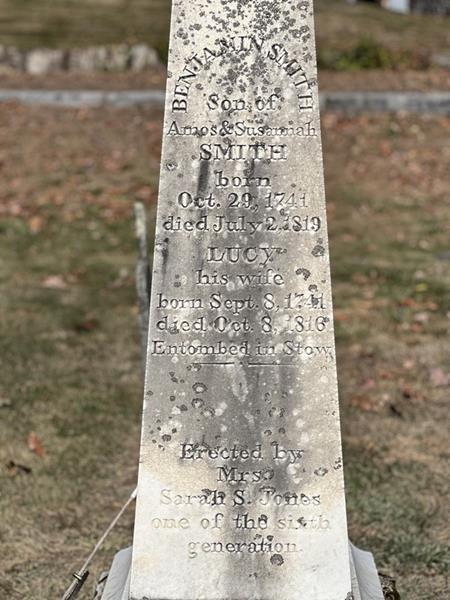 BENJAMIN SMITH
Son of
Amos & Susannah
SMITH
born
Oct. 29, 1741
died July 2, 1819
LUCY
his wife
born Sept. 8, 1741
died Oct. 8, 1816
Entombed in Stow.
Erected by
Mrs.
Sarah S. Jones
one of the sixth
generation.